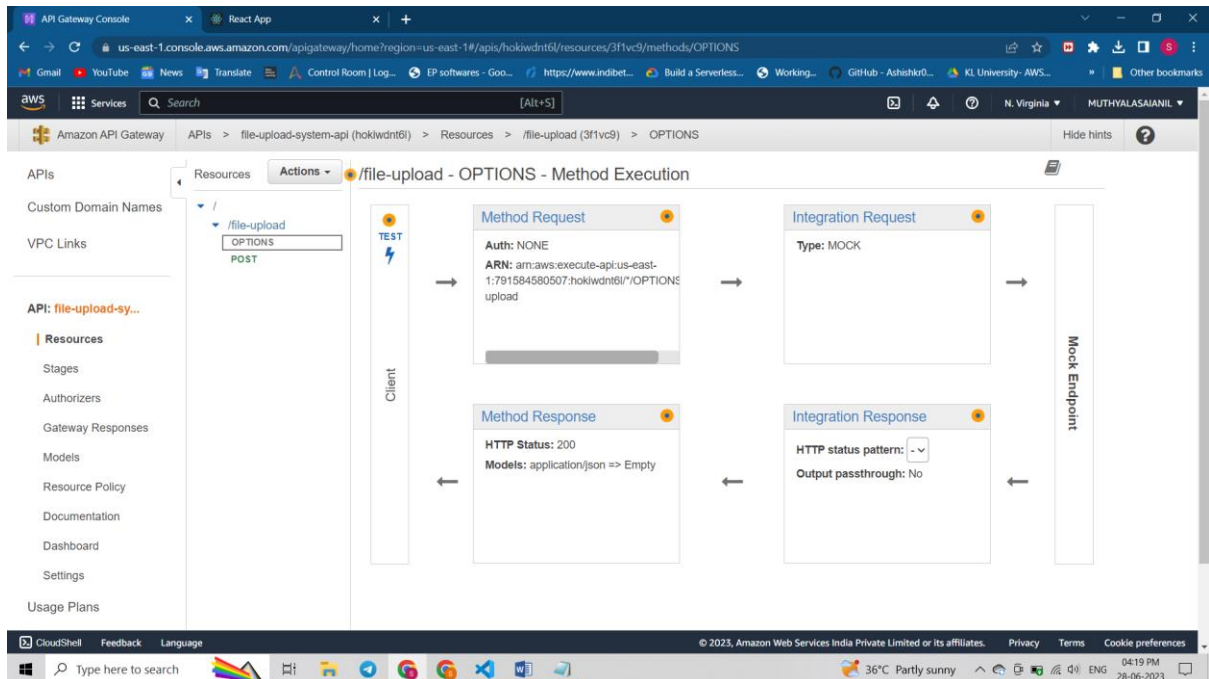 API Gateway Console
React App
us-east-1.console.aws.amazon.com/apigateway/home?region=us-east-1#/apis/hokiwdnt6l/resources/3f1vc9/methods/OPTIONS
Gmail YouTube News Translate Control Room | Log... EP softwares - Goo... https://www.indibet... Build a Serverless... Working... GitHub - Ashishkr0... KL University- AWS... » Other bookmarks
aws Services Search [Alt+S] N. Virginia MUTHYALASAIANIL
Amazon API Gateway APIs > file-upload-system-api (hokiwdnt6l) > Resources > /file-upload (3f1vc9) > OPTIONS Hide hints
APIs
Custom Domain Names
VPC Links
API: file-upload-sy...
Resources
Stages
Authorizers
Gateway Responses
Models
Resource Policy
Documentation
Dashboard
Settings
Usage Plans
Resources Actions
/
/file-upload
OPTIONS
POST
/file-upload - OPTIONS - Method Execution
TEST
Client
Method Request
Auth: NONE
ARN: arn:aws:execute-api:us-east-
1:791584580507:hokiwdnt6l/*/OPTIONS
upload
Integration Request
Type: MOCK
Mock Endpoint
Method Response
HTTP Status: 200
Models: application/json => Empty
Integration Response
HTTP status pattern: -
Output passthrough: No
CloudShell Feedback Language © 2023, Amazon Web Services India Private Limited or its affiliates. Privacy Terms Cookie preferences
Type here to search 36°C Partly sunny ENG 04:19 PM
28-06-2023